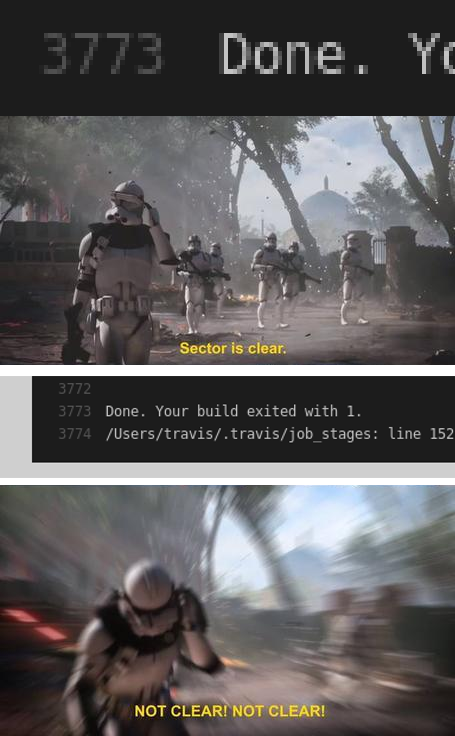 3773 Done. Yo
Sector is clear.
3772
3773 Done. Your build exited with 1.
3774 /Users/travis/.travis/job_stages: line 152
NOT CLEAR! NOT CLEAR!